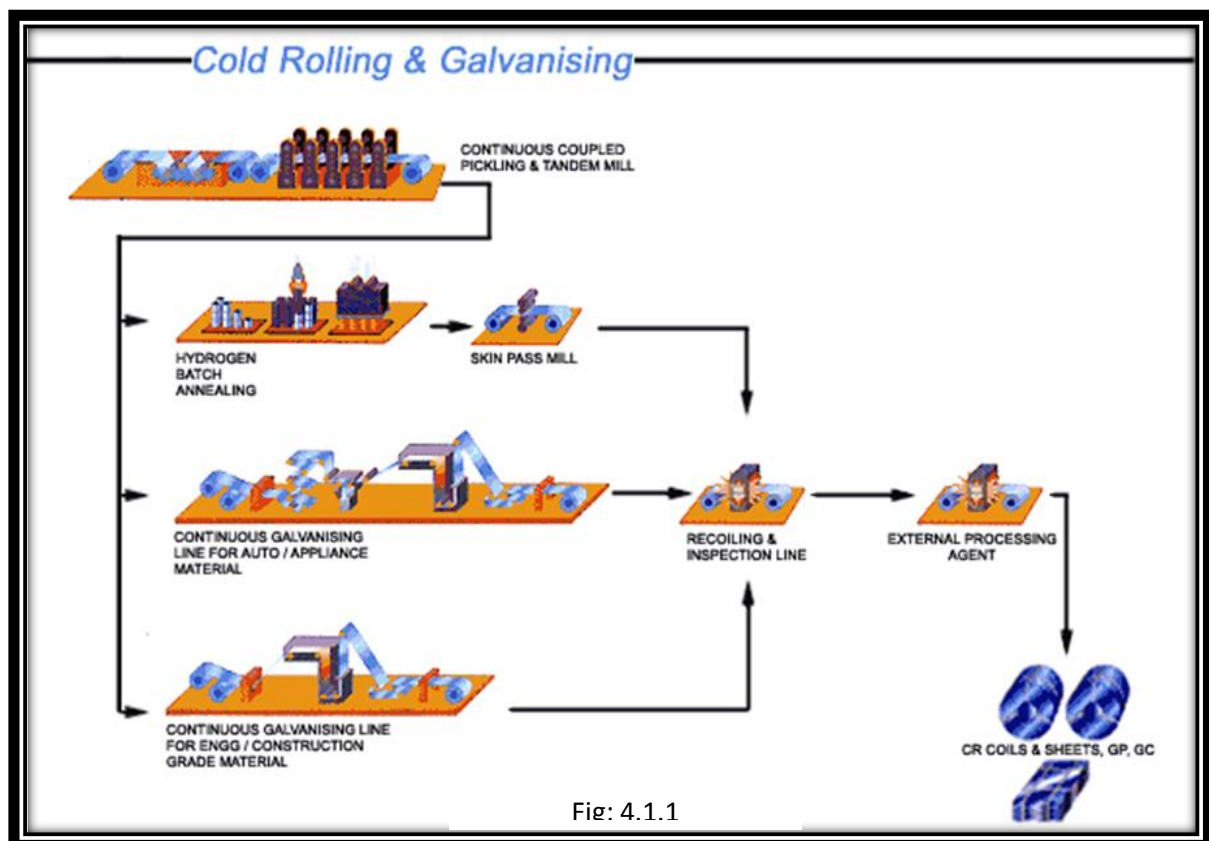 Cold Rolling & Galvanising
CONTINUOUS COUPLED
PICKLING & TANDEM MILL
HYDROGEN
BATCH
ANNEALING
SKIN PASS MILL
CONTINUOUS GALVANISING
LINE FOR AUTO / APPLIANCE
MATERIAL
RECOILING &
INSPECTION LINE
EXTERNAL PROCESSING
AGENT
CONTINUOUS GALVANISING LINE
FOR ENGG / CONSTRUCTION
GRADE MATERIAL
CR COILS & SHEETS, GP, GC
Fig: 4.1.1